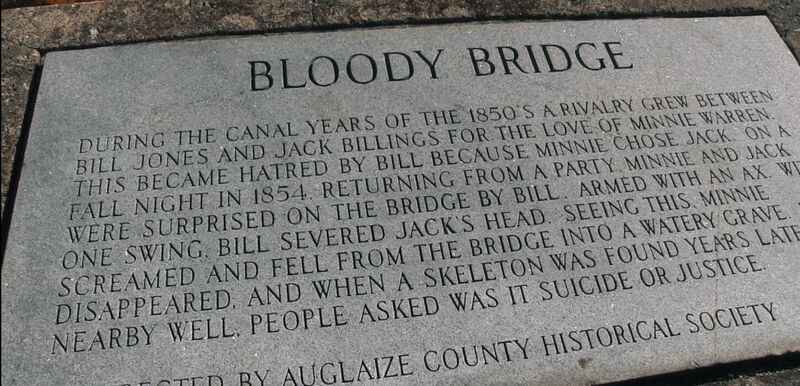 BLOODY BRIDGE
DURING THE CANAL YEARS OF THE 1850'S A RIVALRY GREW BETWEEN
BILL JONES AND JACK BILLINGS FOR THE LOVE OF MINNIE WARREN.
THIS BECAME HATRED BY BILL BECAUSE MINNIE CHOSE JACK. ON A
FALL NIGHT IN 1854, RETURNING FROM A PARTY, MINNIE AND JACK
WERE SURPRISED ON THE BRIDGE BY BILL, ARMED WITH AN AX.
ONE SWING, BILL SEVERED JACK'S HEAD. SEEING THIS, MINNIE
SCREAMED AND FELL FROM THE BRIDGE INTO A WATERY GRAVE.
DISAPPEARED, AND WHEN A SKELETON WAS FOUND YEARS
NEARBY WELL, PEOPLE ASKED WAS IT SUICIDE OR JUSTICE.
BY AUGLAIZE COUNTY HISTORICAL SOCIETY